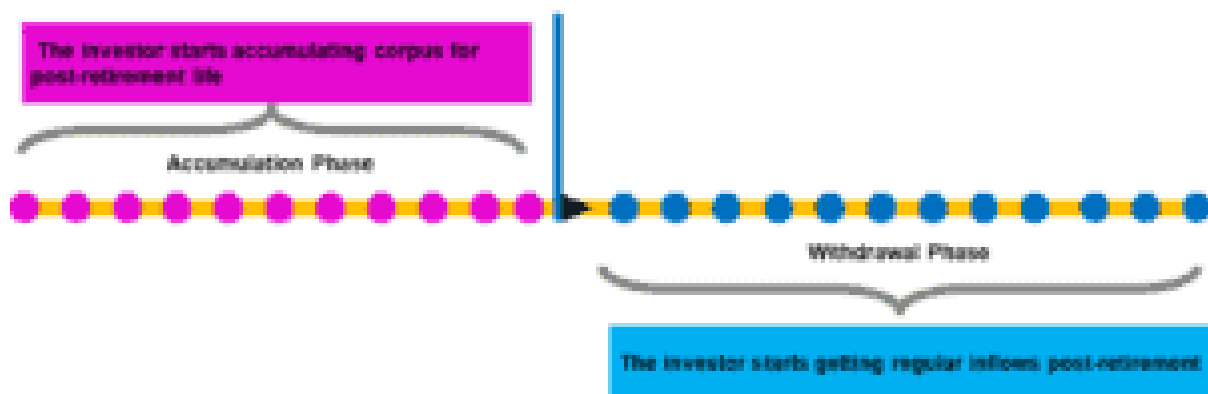 The investor starts accumulating corpus for
post-retirement life
Accumulation Phase
Withdrawal Phase
The investor starts getting regular inflows post-retirement